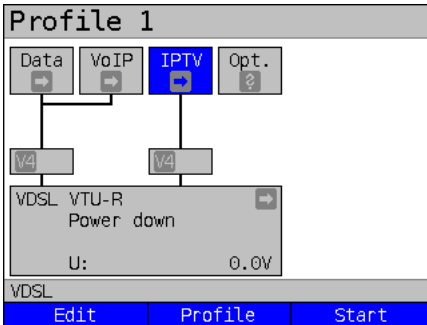 Profile 1
Data VoIP IPTV Opt.
?
V4 V4
VDSL VTU-R
Power down
U: 0.0V
VDSL
Edit Profile Start